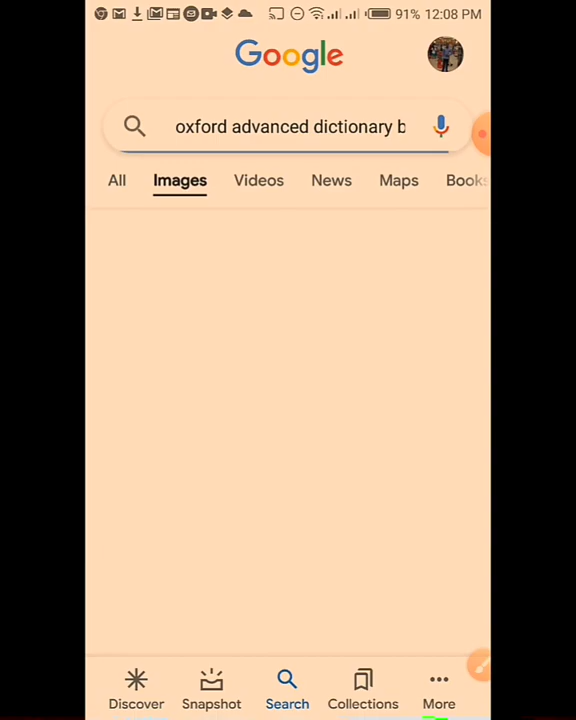 91% 12:08 PM
Google
oxford advanced dictionary b
All Images Videos News Maps Books
Discover Snapshot Search Collections More